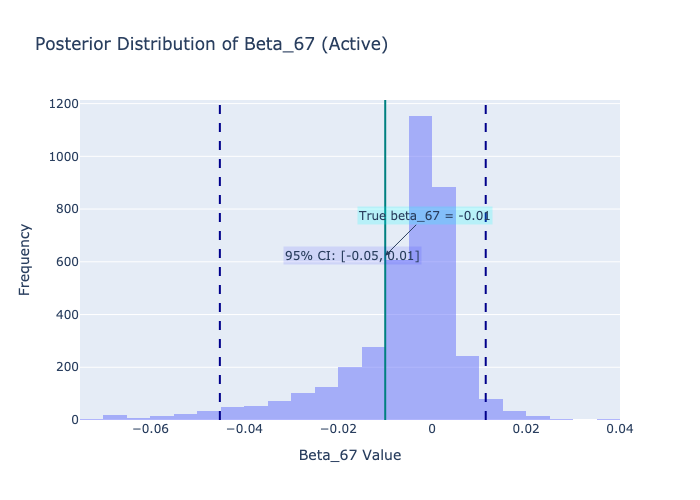 Posterior Distribution of Beta_67 (Active)
1200
1000
800
600
400
200
0
Frequency
True beta_67 = -0.01
95% CI: [-0.05, 0.01]
−0.06
−0.04
−0.02
0
0.02
0.04
Beta_67 Value